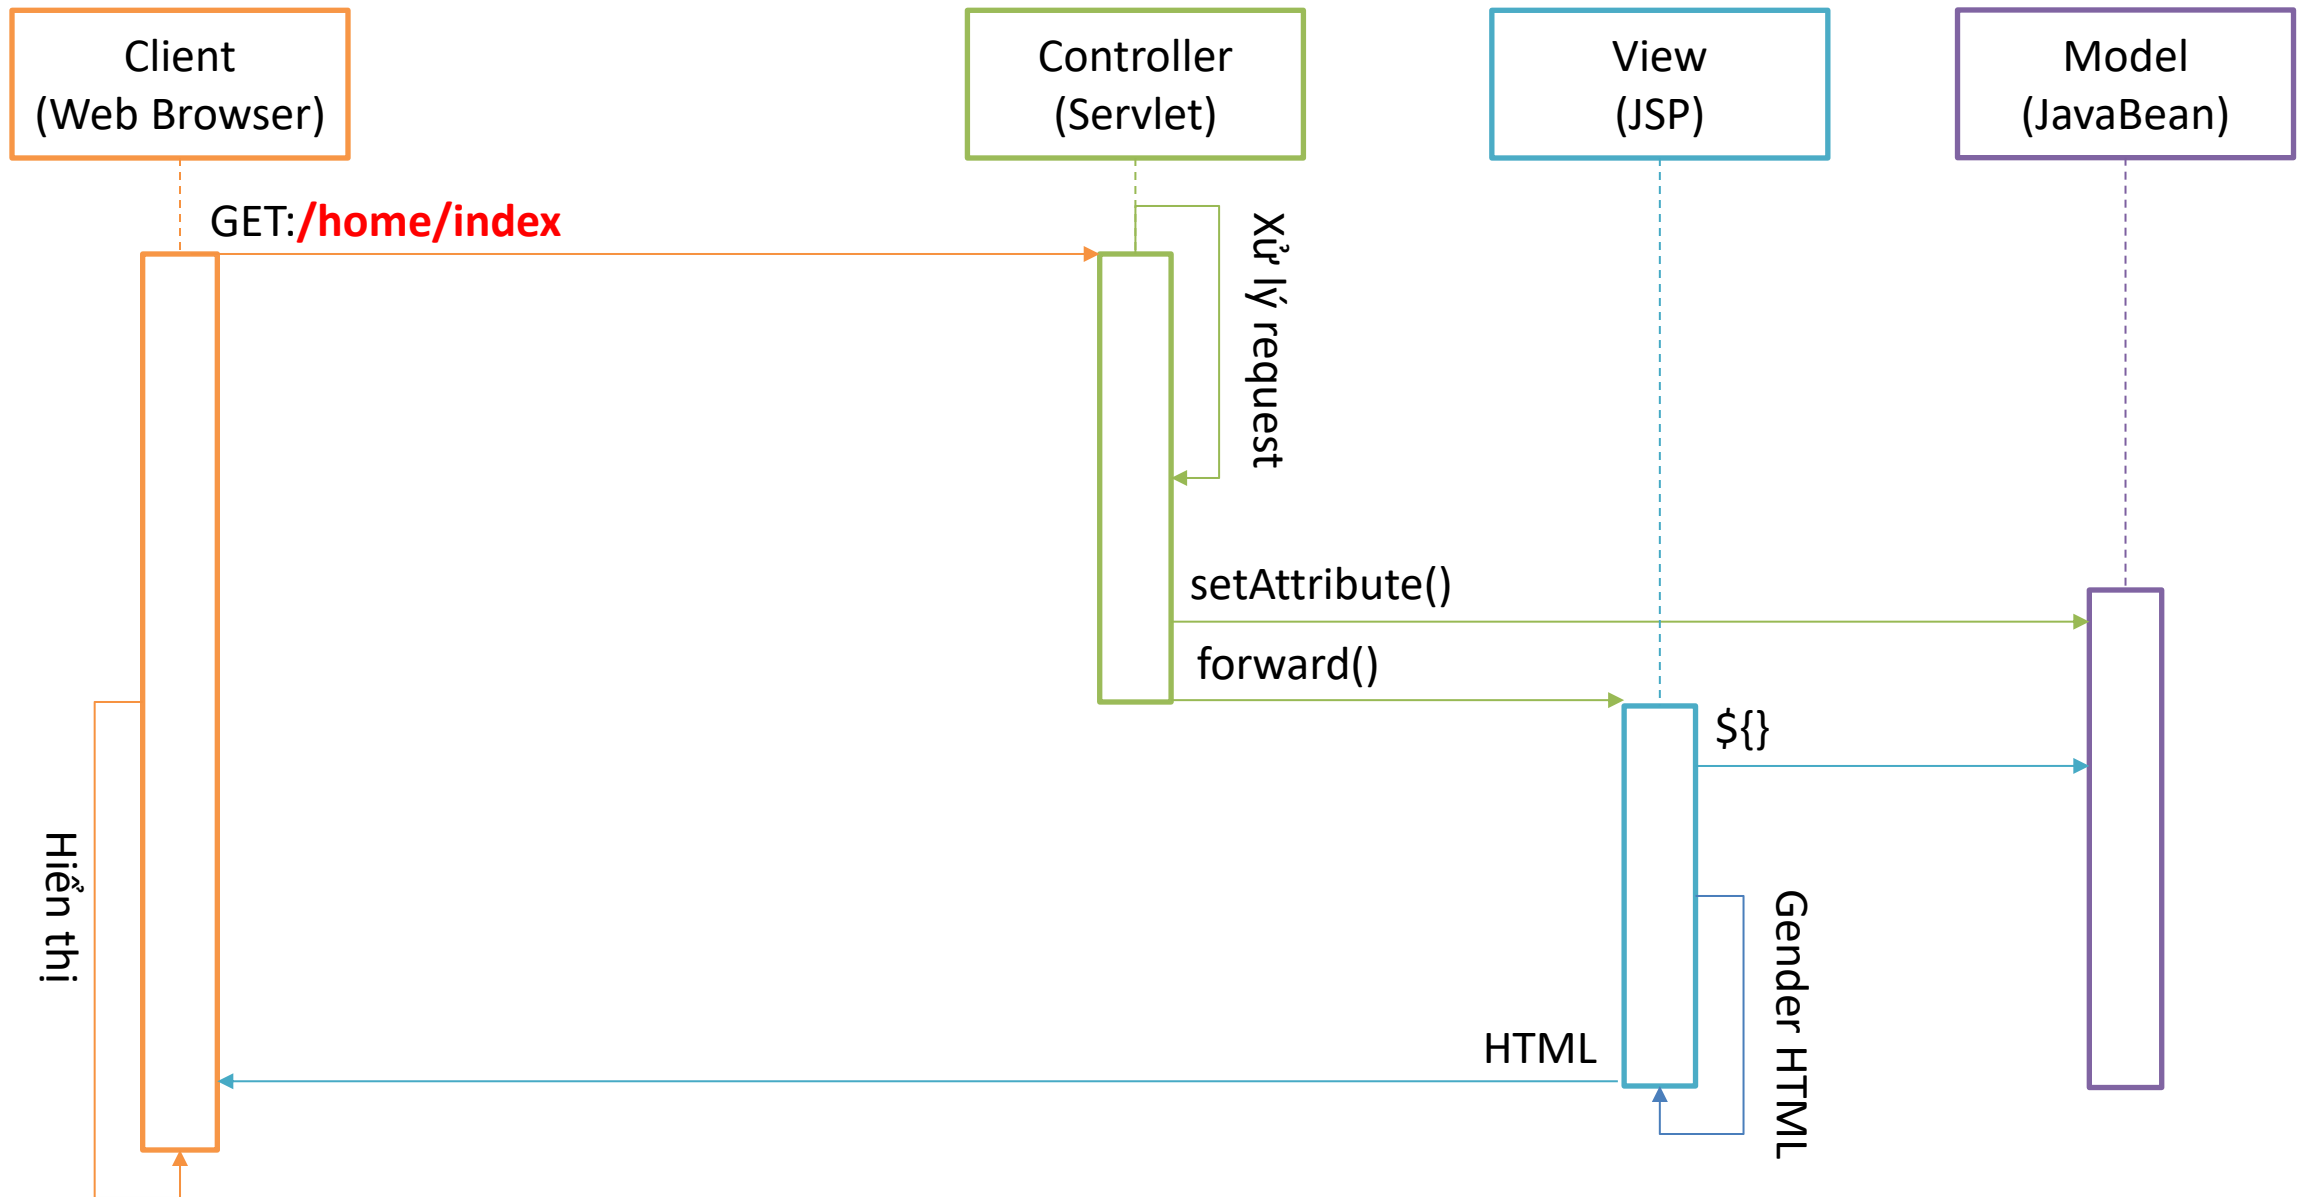 Client
(Web Browser)
Controller
(Servlet)
View
(JSP)
Model
(JavaBean)
GET:/home/index
Xử lý request
setAttribute()
forward()
${}
Hiển thị
Gender HTML
HTML